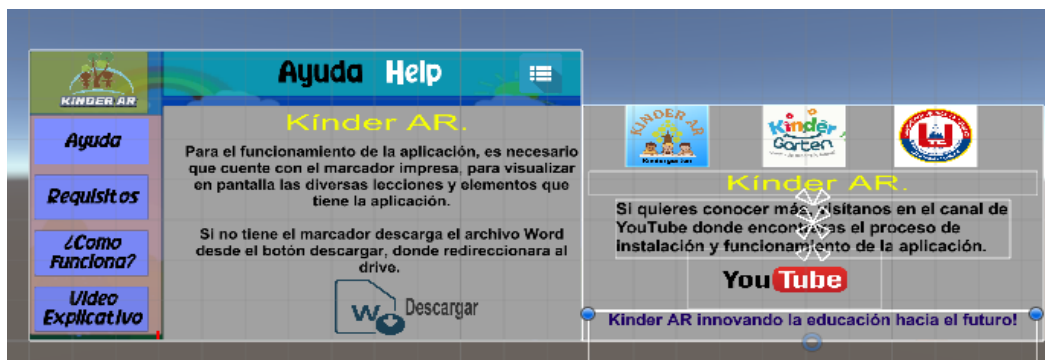 KINDER AR
Ayuda
Requisitos
¿Como
Funciona?
Video
Explicativo
Ayuda Help
Kínder AR.
Para el funcionamiento de la aplicación, es necesario
que cuente con el marcador impresa, para visualizar
en pantalla las diversas lecciones y elementos que
tiene la aplicación.
Si no tiene el marcador descarga el archivo Word
desde el botón descargar, donde redireccionara al
drive.
W
Descargar
KINDER AR
Kindergarten
Kinder
Garten
Kínder AR.
Si quieres conocer más, visítanos en el canal de
YouTube donde encontraras el proceso de
instalación y funcionamiento de la aplicación.
YouTube
Kinder AR innovando la educación hacia el futuro!